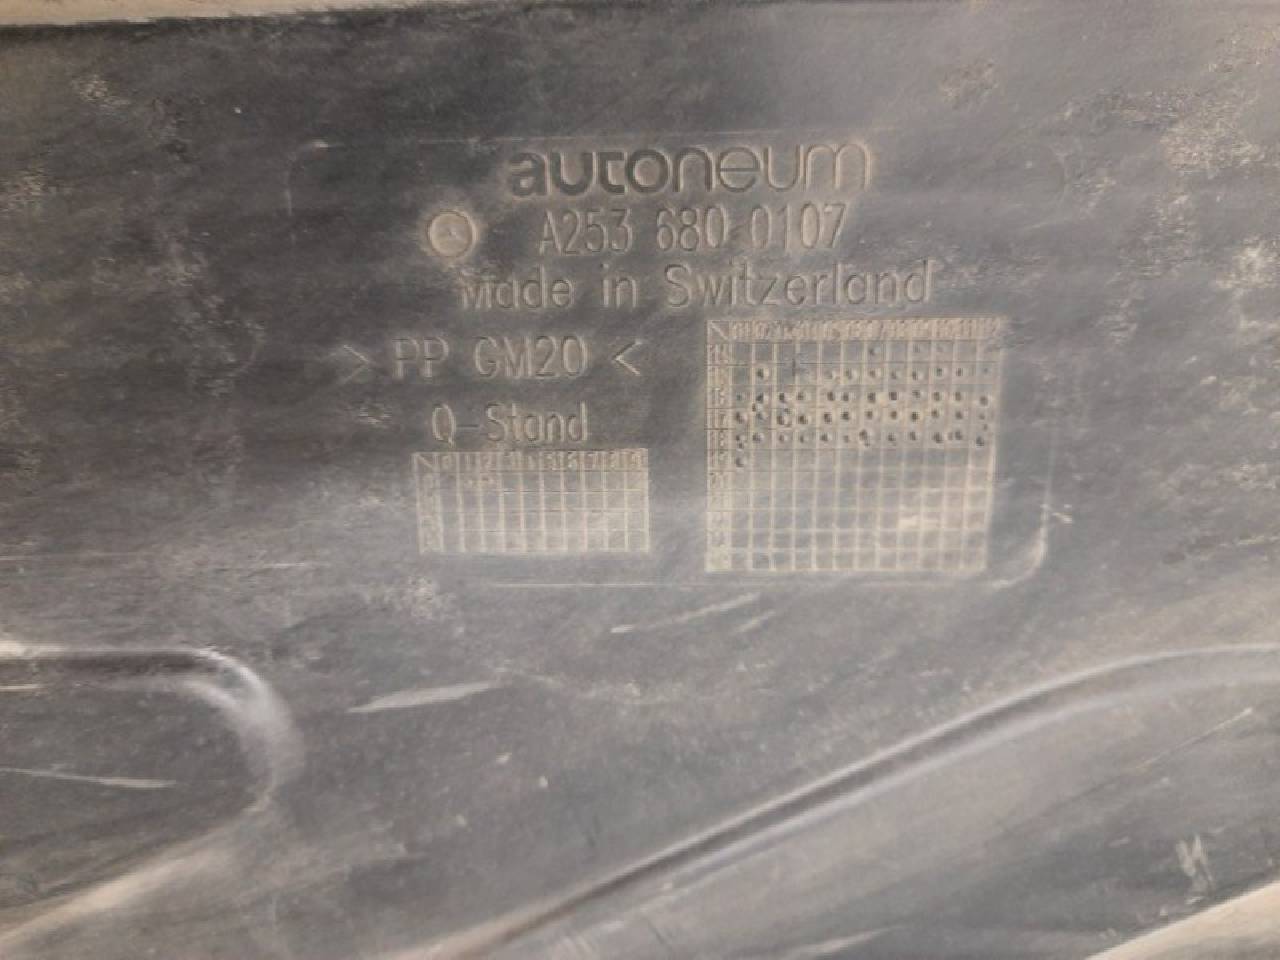 autoneum
A253 680 0107
Made in Switzerland
> PP GM20 <
Q-Stand